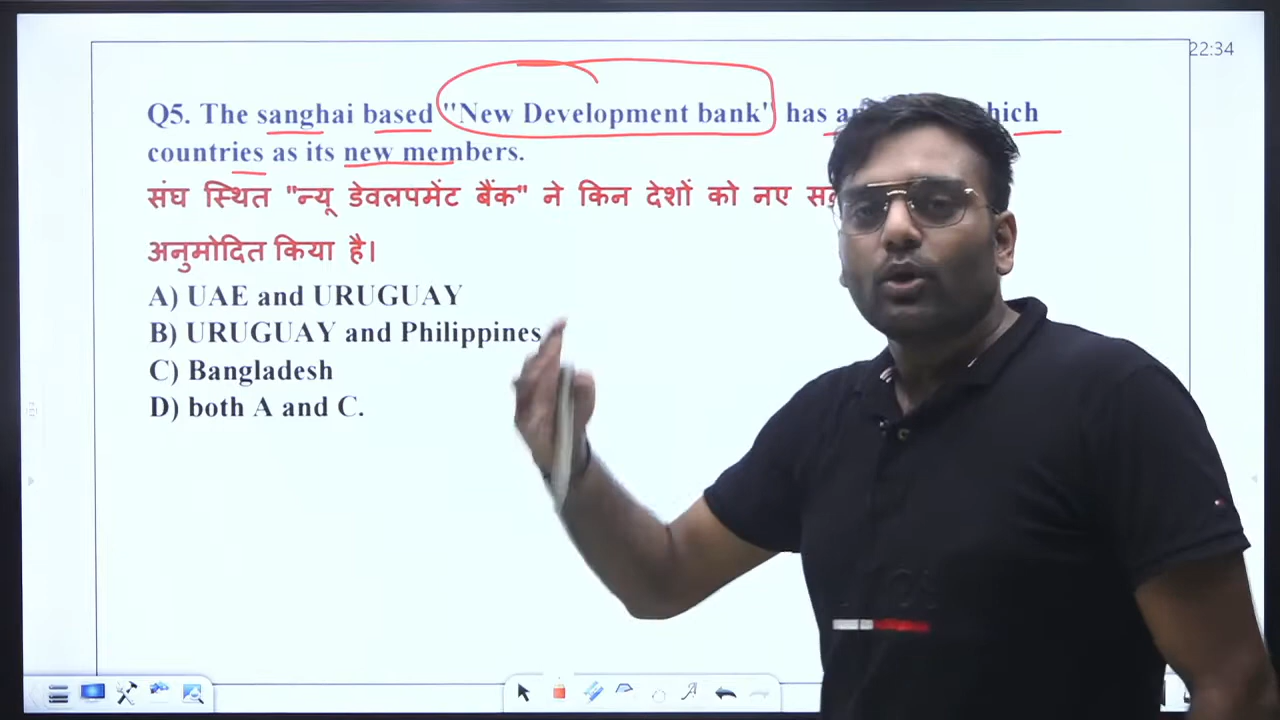 22:34
Q5. The sanghai based "New Development bank" has
countries as its new members.
संघ स्थित "न्यू डेवलपमेंट बैंक" ने किन देशों को नए
अनुमोदित किया है।
A) UAE and URUGUAY
B) URUGUAY and Philippines
C) Bangladesh
D) both A and C.